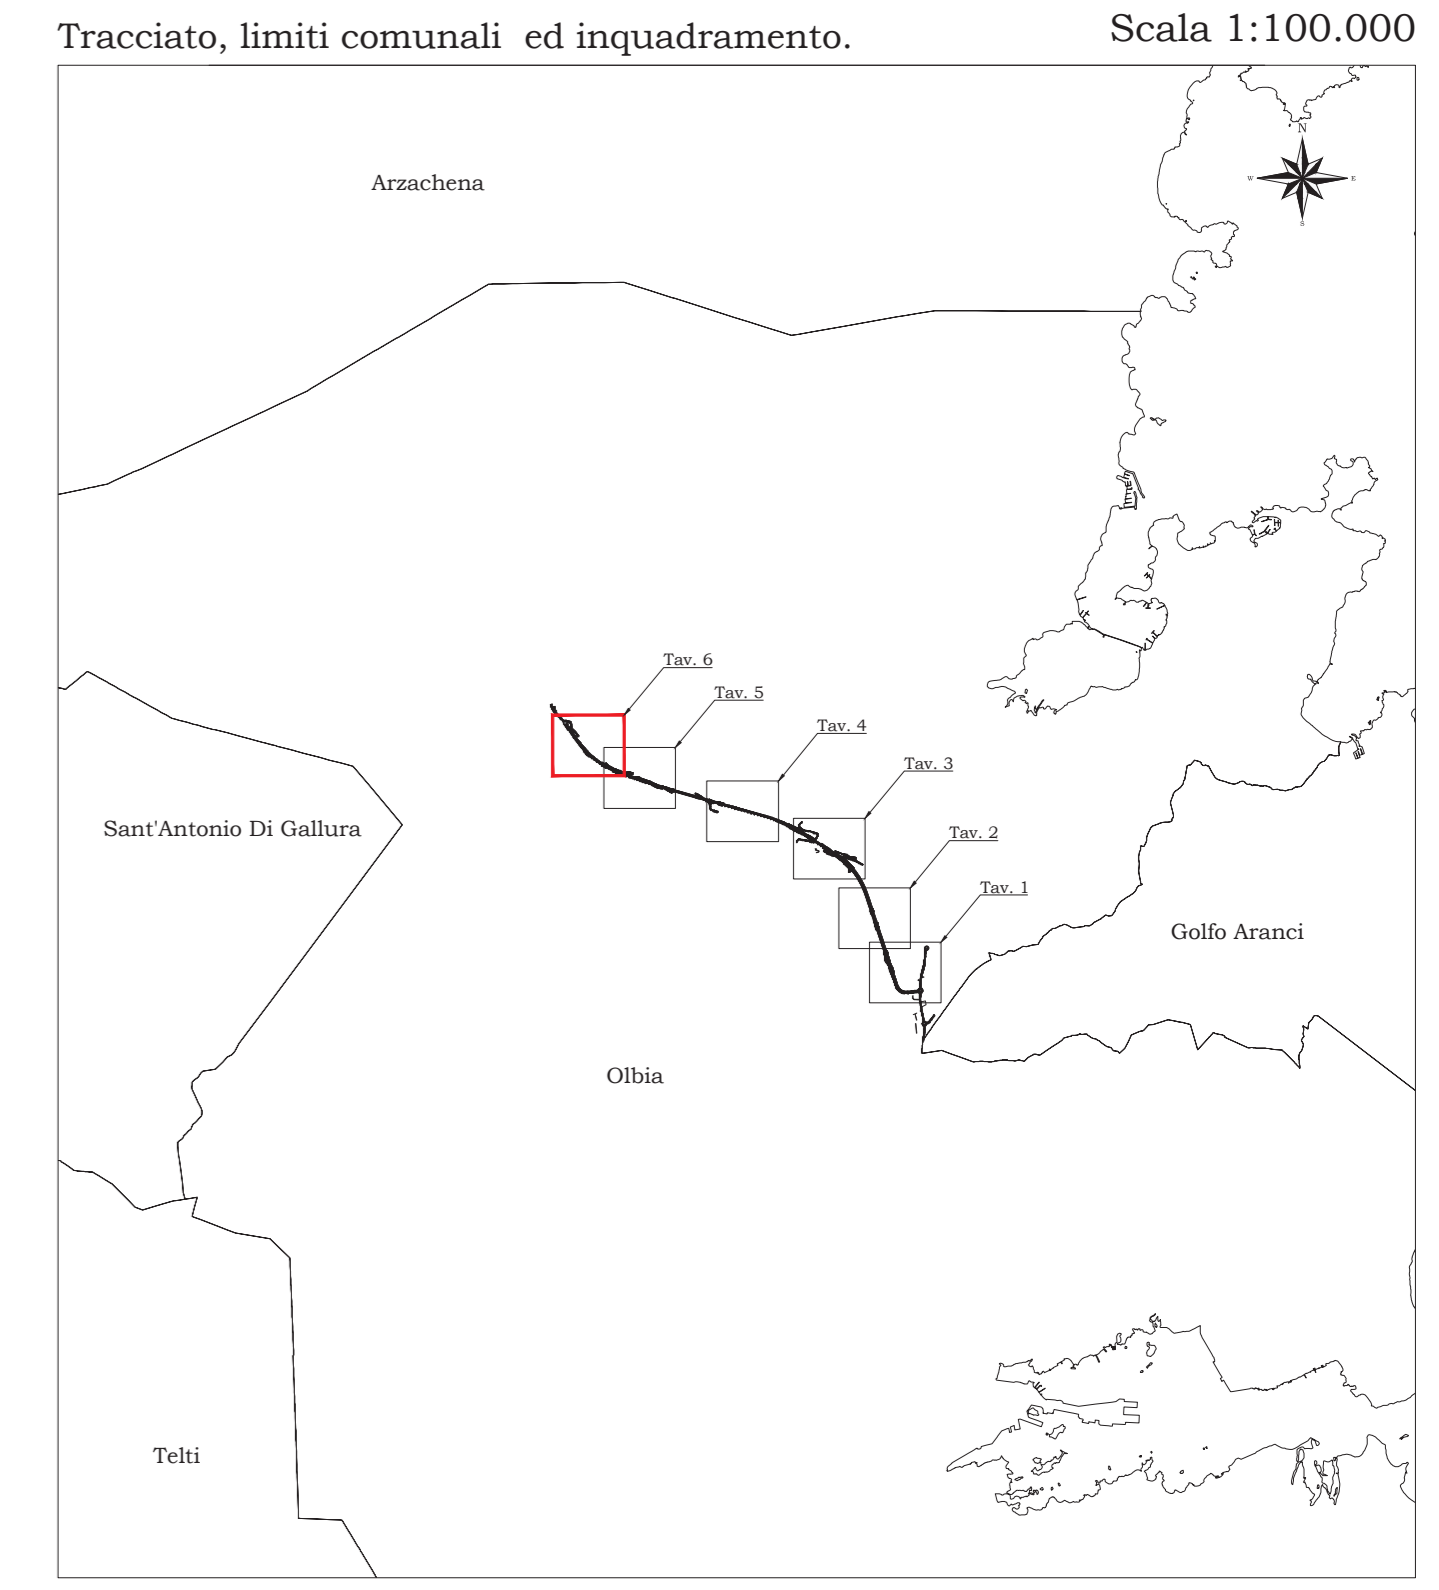 Tracciato, limiti comunali ed inquadramento.
Scala 1:100.000
N
W
E
S
Arzachena
Tav. 6
Tav. 5
Tav. 4
Tav. 3
Tav. 2
Tav. 1
Sant'Antonio Di Gallura
Golfo Aranci
Olbia
Telti